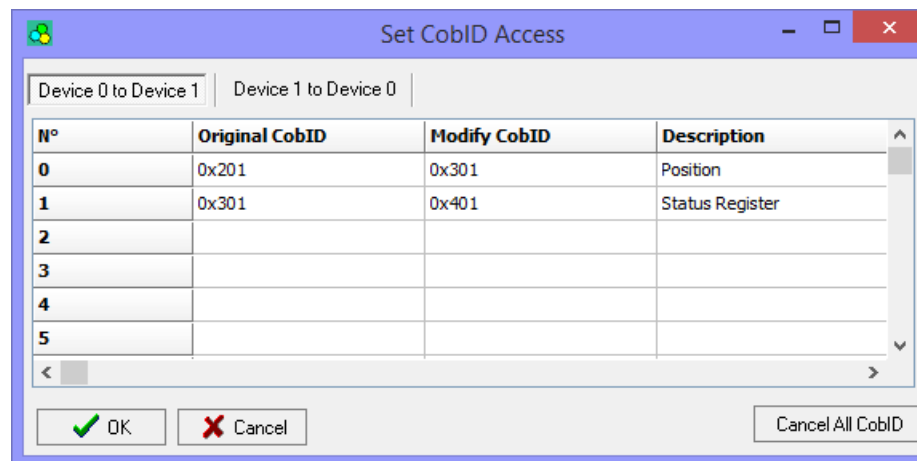 Set CobID Access
Device 0 to Device 1 Device 1 to Device 0
N° Original CobID Modify CobID Description
0 0x201 0x301 Position
1 0x301 0x401 Status Register
2
3
4
5
OK Cancel Cancel All CobID